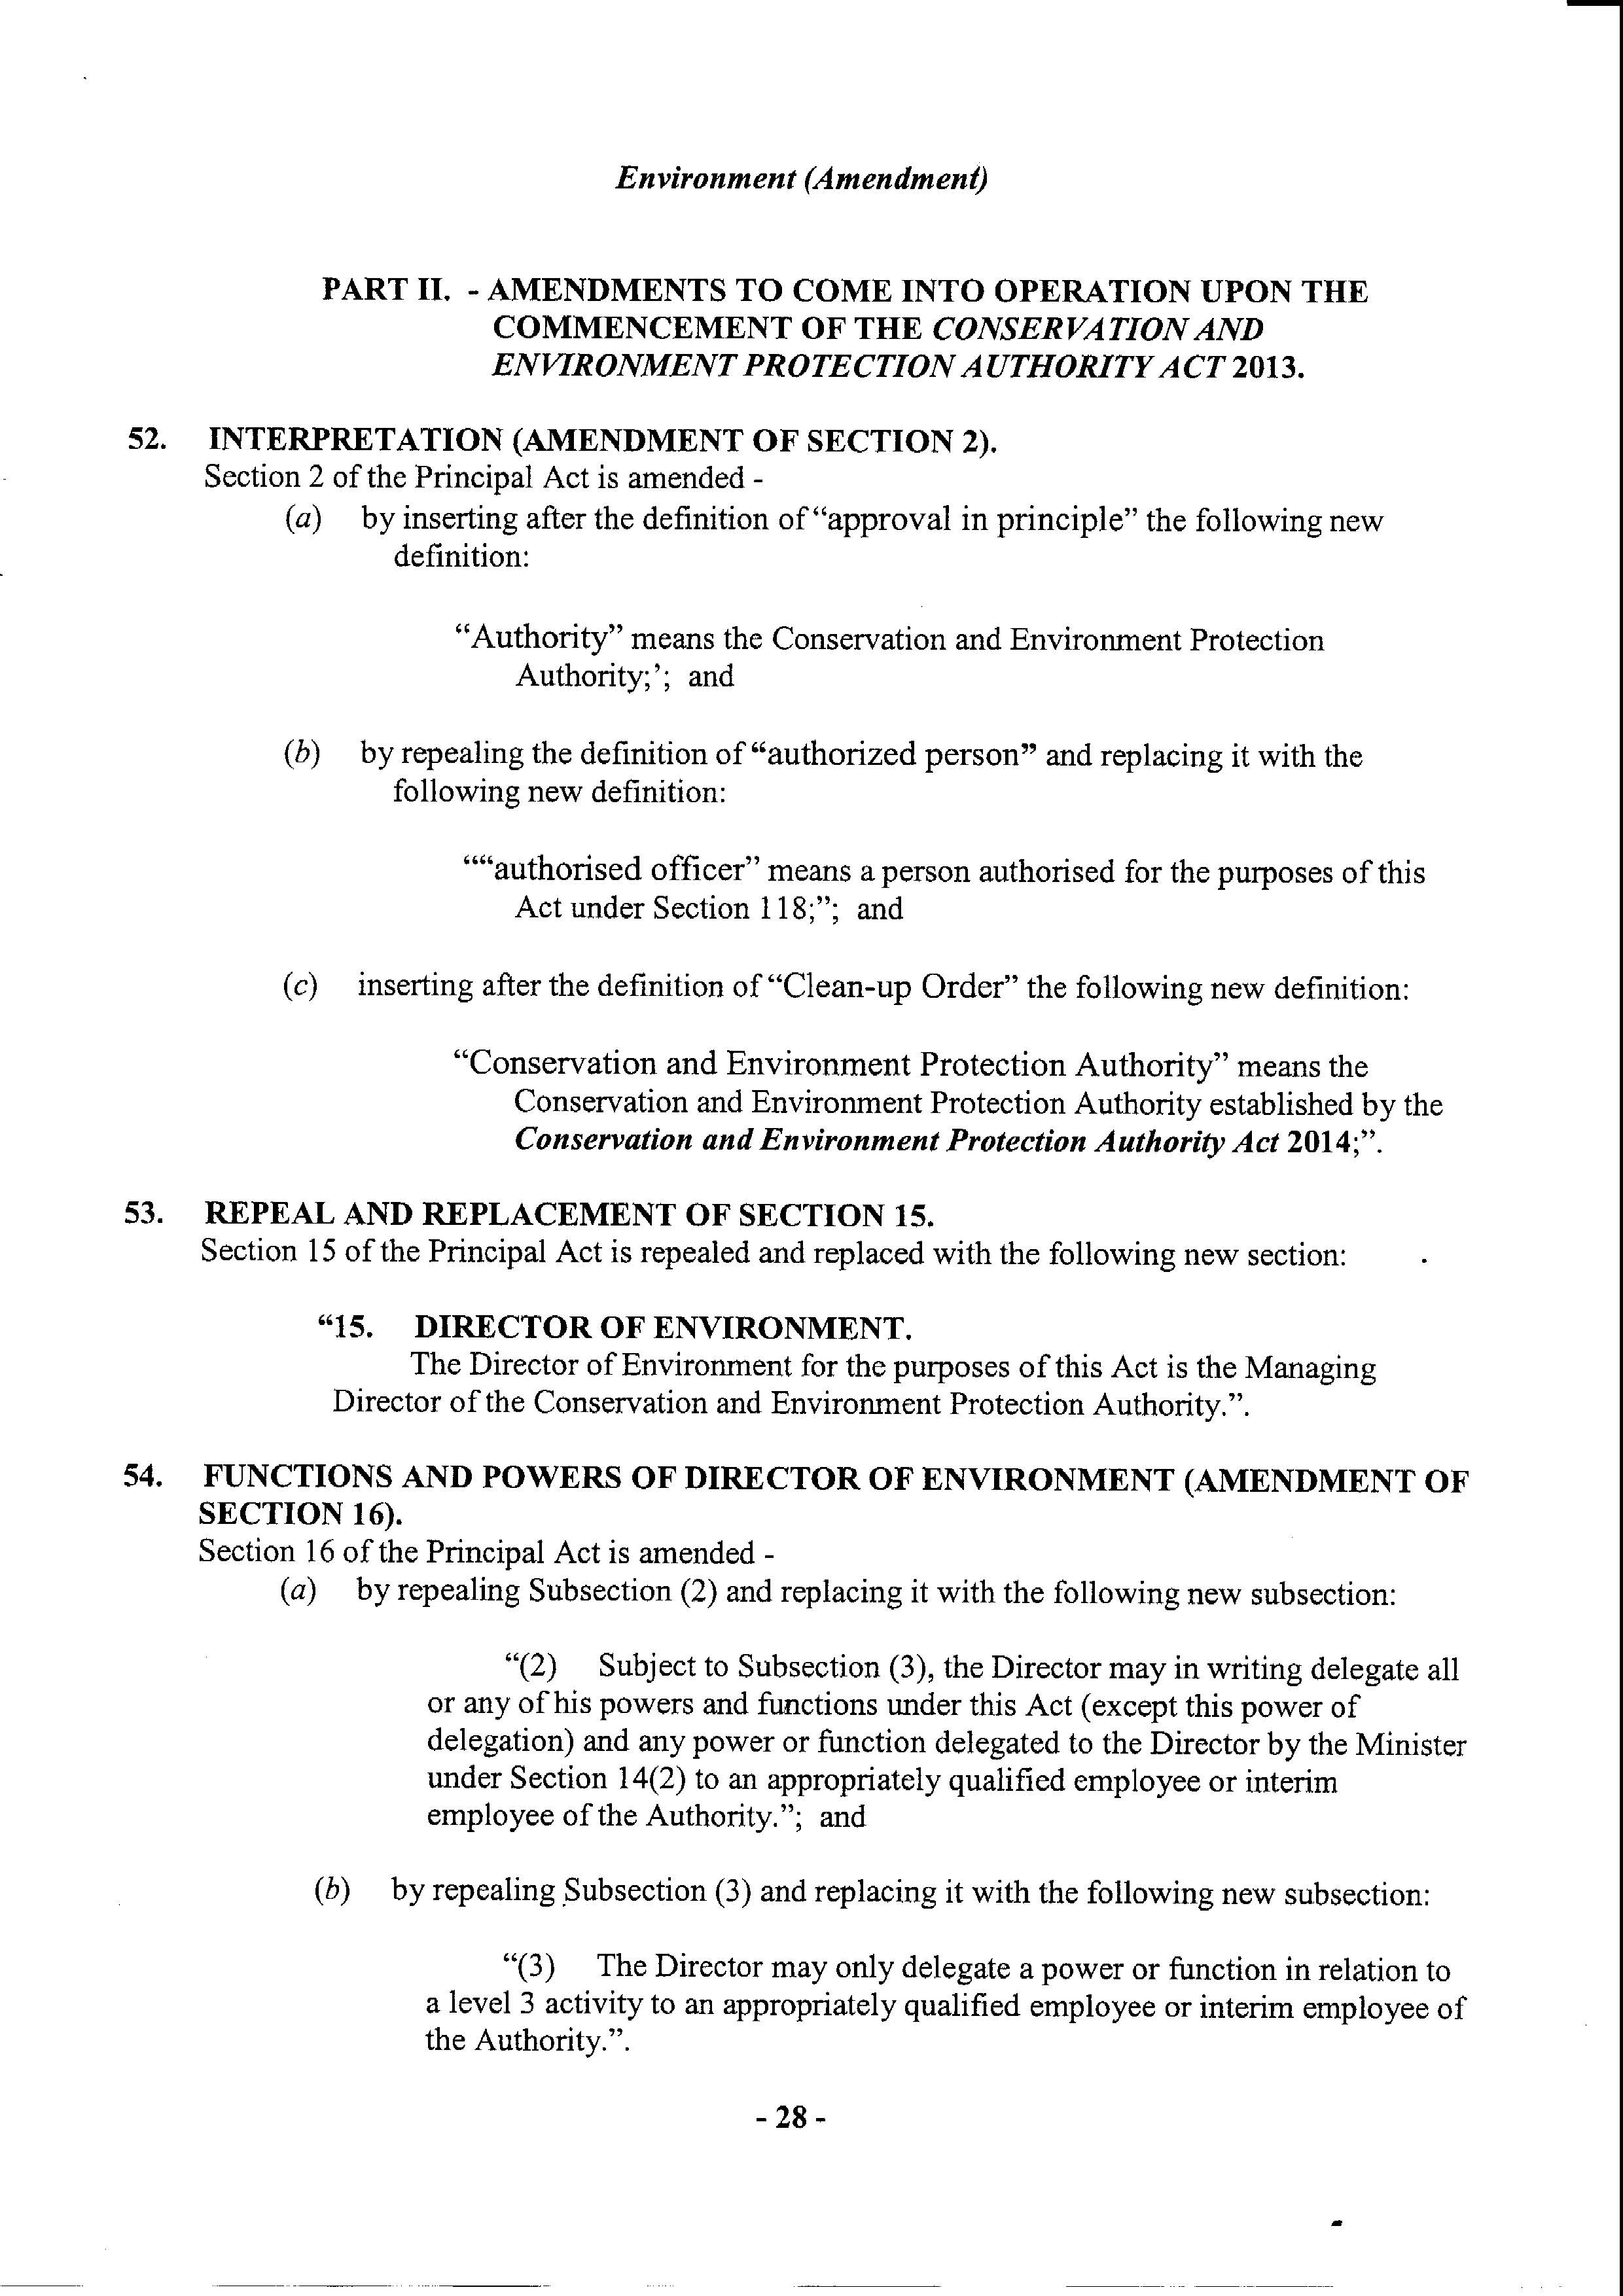 Environment (Amendment)
PART II. - AMENDMENTS TO COME INTO OPERATION UPON THE
COMMENCEMENT OF THE CONSERVATION AND
ENVIRONMENT PROTECTION AUTHORITY ACT 2013.
52. INTERPRETATION (AMENDMENT OF SECTION 2).
Section 2 of the Principal Act is amended -
(a) by inserting after the definition of “approval in principle” the following new
definition:
“Authority” means the Conservation and Environment Protection
Authority;’; and
(b) by repealing the definition of “authorized person” and replacing it with the
following new definition:
““authorised officer” means a person authorised for the purposes of this
Act under Section 118;”; and
(c) inserting after the definition of “Clean-up Order” the following new definition:
“Conservation and Environment Protection Authority” means the
Conservation and Environment Protection Authority established by the
Conservation and Environment Protection Authority Act 2014;”.
53. REPEAL AND REPLACEMENT OF SECTION 15.
Section 15 of the Principal Act is repealed and replaced with the following new section:
“15. DIRECTOR OF ENVIRONMENT.
The Director of Environment for the purposes of this Act is the Managing
Director of the Conservation and Environment Protection Authority.”.
54. FUNCTIONS AND POWERS OF DIRECTOR OF ENVIRONMENT (AMENDMENT OF
SECTION 16).
Section 16 of the Principal Act is amended -
(a) by repealing Subsection (2) and replacing it with the following new subsection:
“(2) Subject to Subsection (3), the Director may in writing delegate all
or any of his powers and functions under this Act (except this power of
delegation) and any power or function delegated to the Director by the Minister
under Section 14(2) to an appropriately qualified employee or interim
employee of the Authority.”; and
(b) by repealing Subsection (3) and replacing it with the following new subsection:
“(3) The Director may only delegate a power or function in relation to
a level 3 activity to an appropriately qualified employee or interim employee of
the Authority.”.
- 28 -